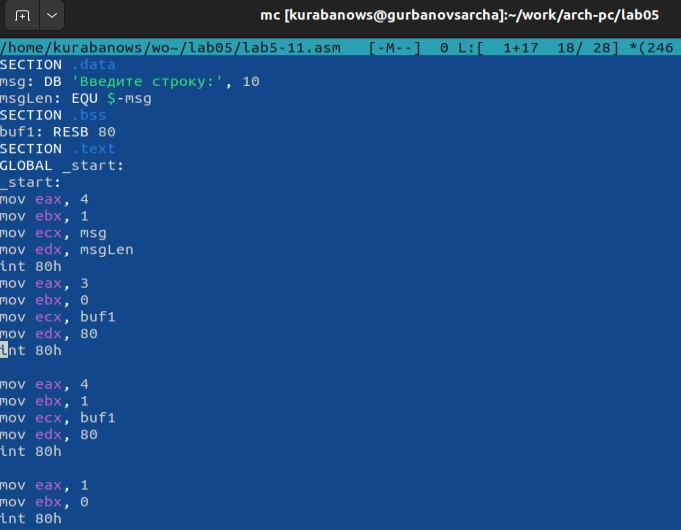 mc [kurabanows@gurbanovsarcha]:~/work/arch-pc/lab05
/home/kurabanows/wo~/lab05/lab5-11.asm   [-M--]  0 L:[  1+17  18/ 28] *(246
SECTION .data
msg: DB 'Введите строку:', 10
msgLen: EQU $-msg
SECTION .bss
buf1: RESB 80
SECTION .text
GLOBAL _start:
_start:
mov eax, 4
mov ebx, 1
mov ecx, msg
mov edx, msgLen
int 80h
mov eax, 3
mov ebx, 0
mov ecx, buf1
mov edx, 80
int 80h

mov eax, 4
mov ebx, 1
mov ecx, buf1
mov edx, 80
int 80h

mov eax, 1
mov ebx, 0
int 80h